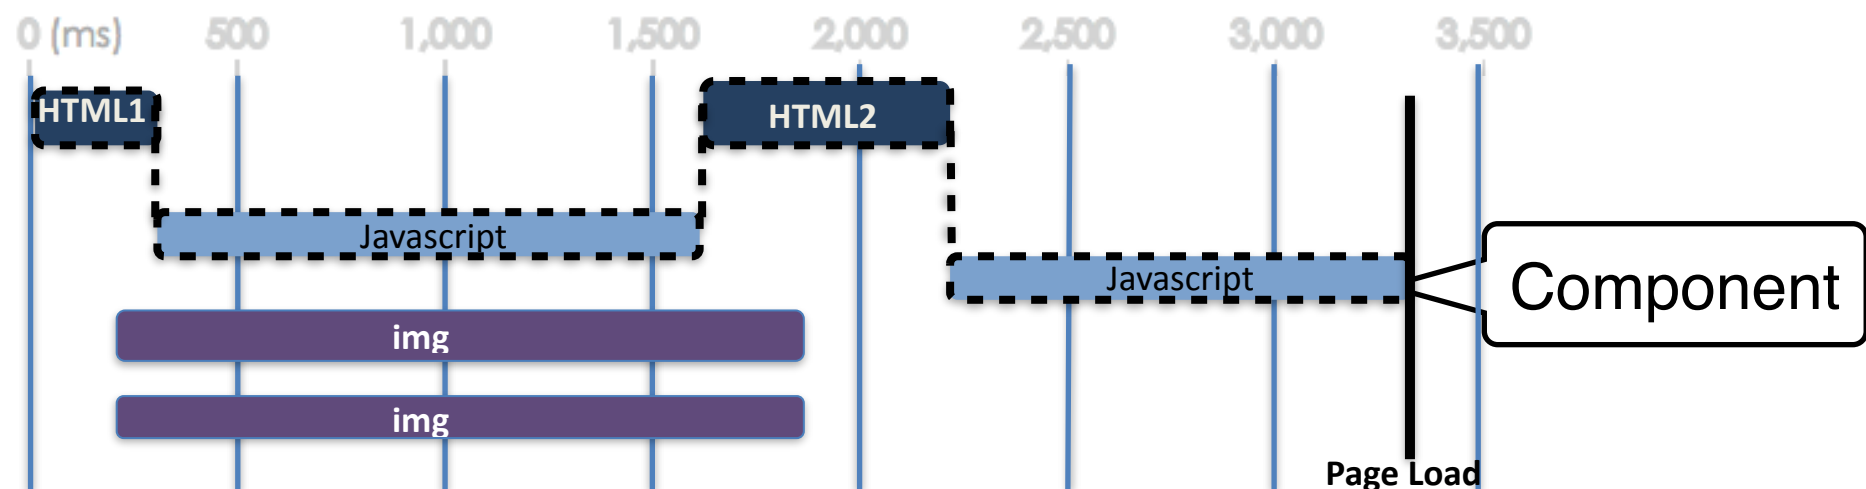 0 (ms) 500 1,000 1,500 2,000 2,500 3,000 3,500
HTML1
HTML2
Javascript
Javascript
Component
img
img
Page Load